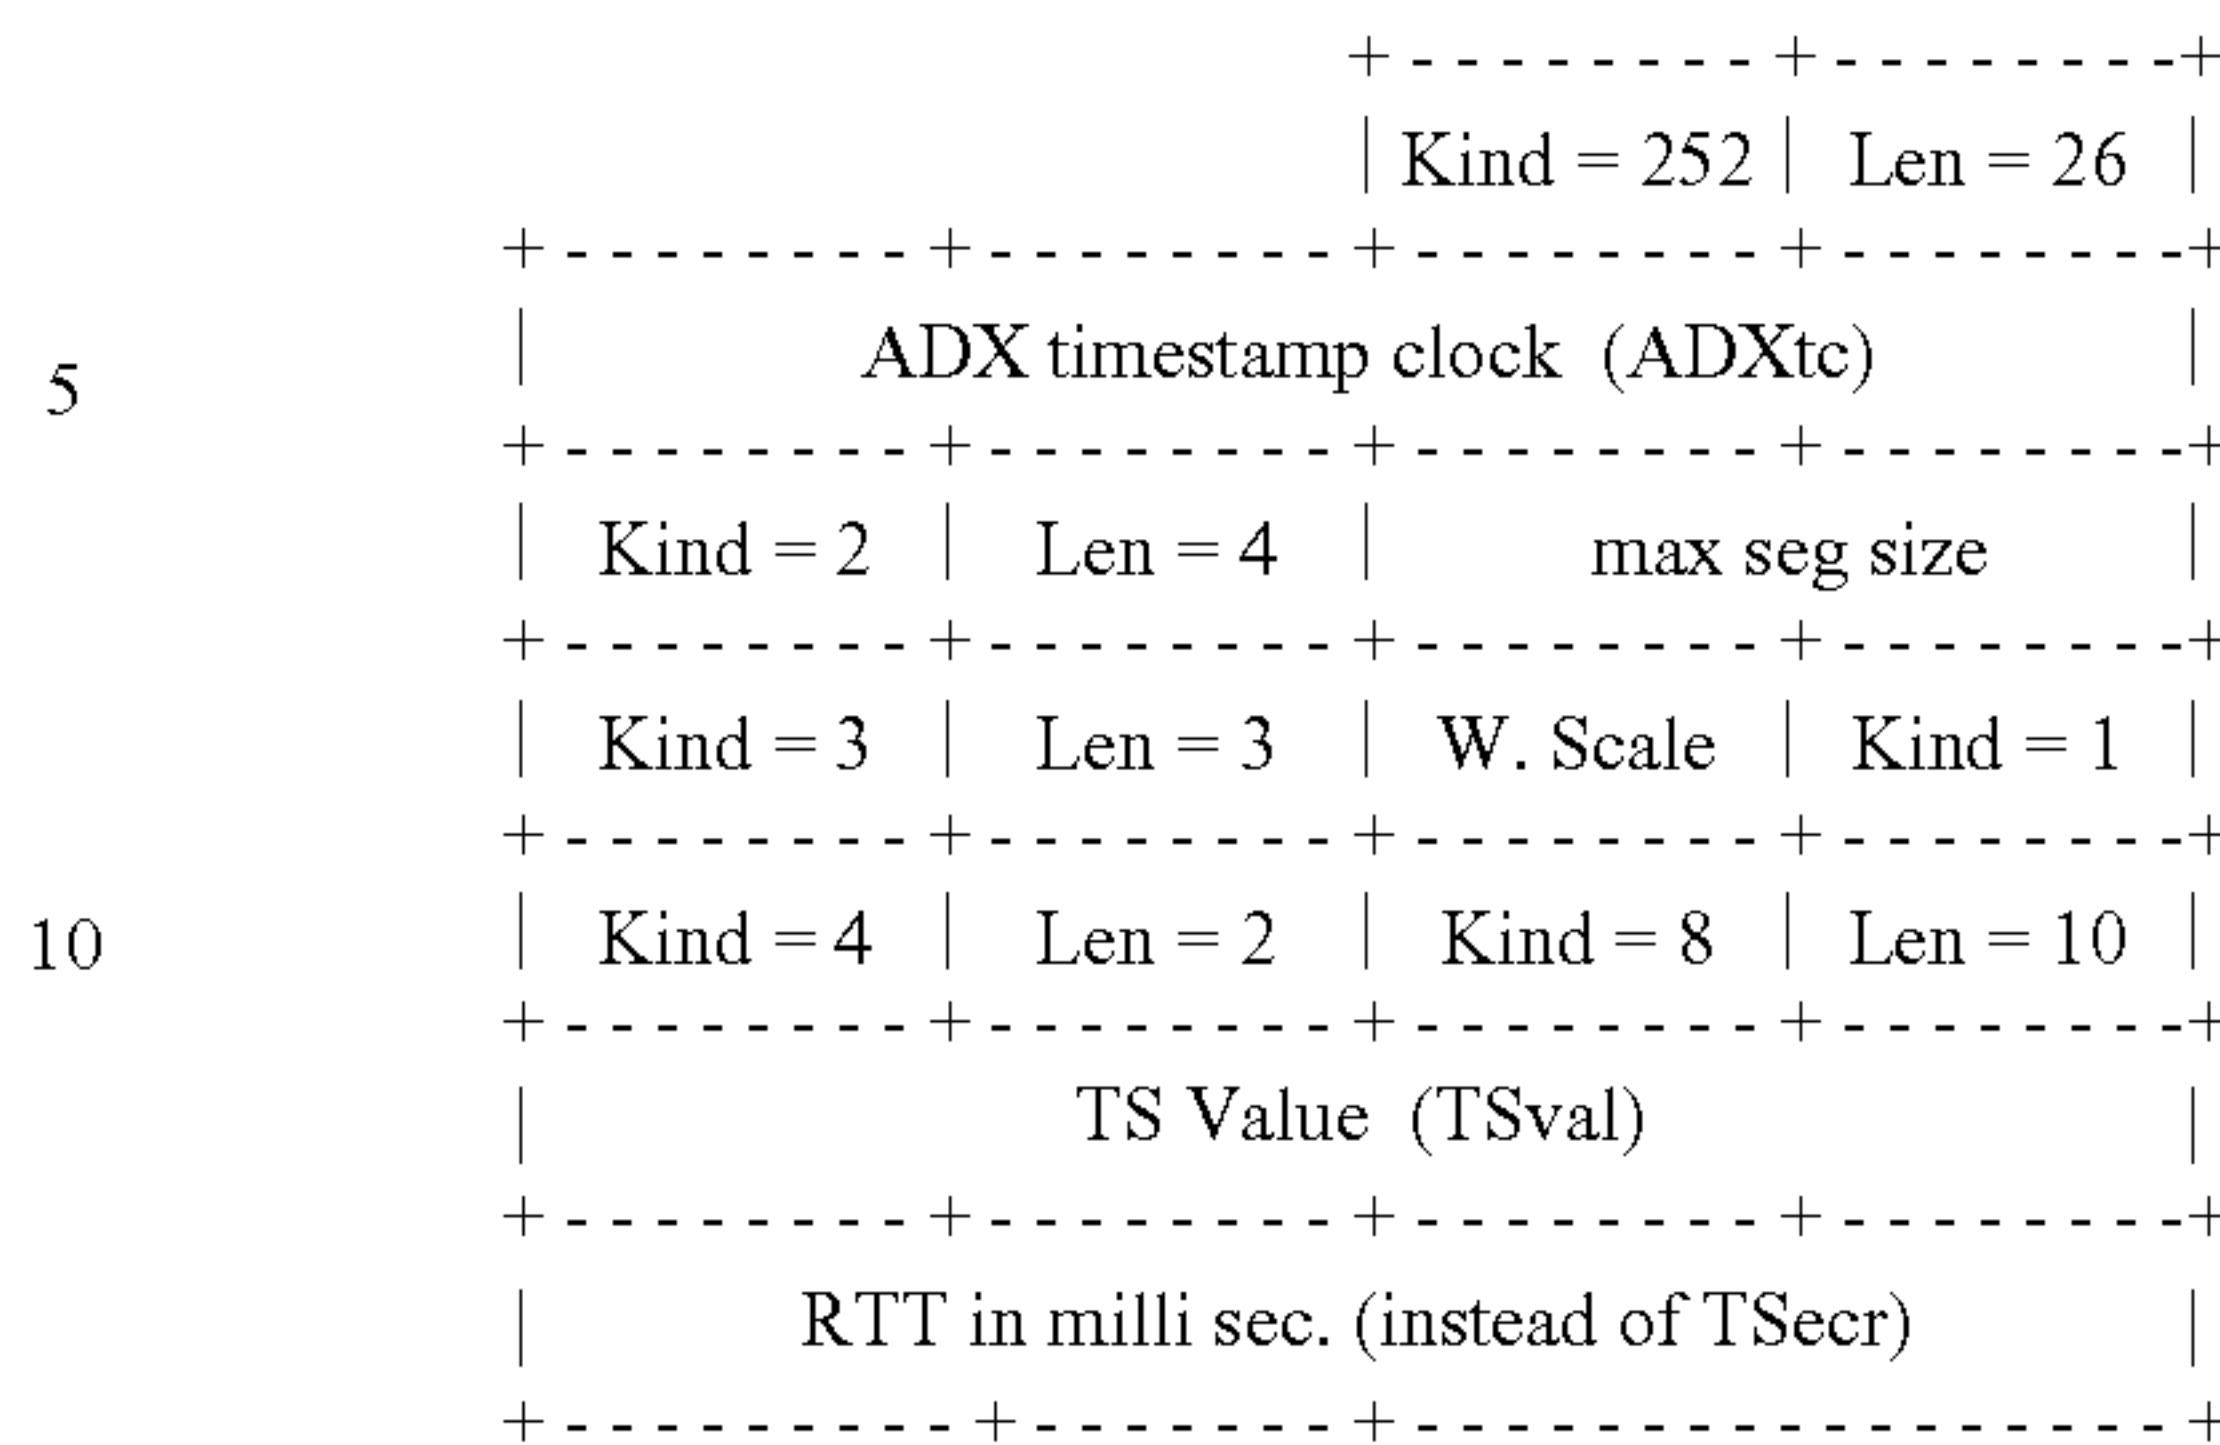 + - - - - - - - - + - - - - - - - - +
| Kind = 252 | Len = 26 |
+ - - - - - - - - + - - - - - - - - + - - - - - - - - + - - - - - - - - +
5 | ADX timestamp clock (ADXtc) |
+ - - - - - - - - + - - - - - - - - + - - - - - - - - + - - - - - - - - +
| Kind = 2 | Len = 4 | max seg size |
+ - - - - - - - - + - - - - - - - - + - - - - - - - - + - - - - - - - - +
| Kind = 3 | Len = 3 | W. Scale | Kind = 1 |
+ - - - - - - - - + - - - - - - - - + - - - - - - - - + - - - - - - - - +
10 | Kind = 4 | Len = 2 | Kind = 8 | Len = 10 |
+ - - - - - - - - + - - - - - - - - + - - - - - - - - + - - - - - - - - +
| TS Value (TSval) |
+ - - - - - - - - + - - - - - - - - + - - - - - - - - + - - - - - - - - +
| RTT in milli sec. (instead of TSecr) |
+ - - - - - - - - - + - - - - - - - + - - - - - - - - - - - - - - - - - +